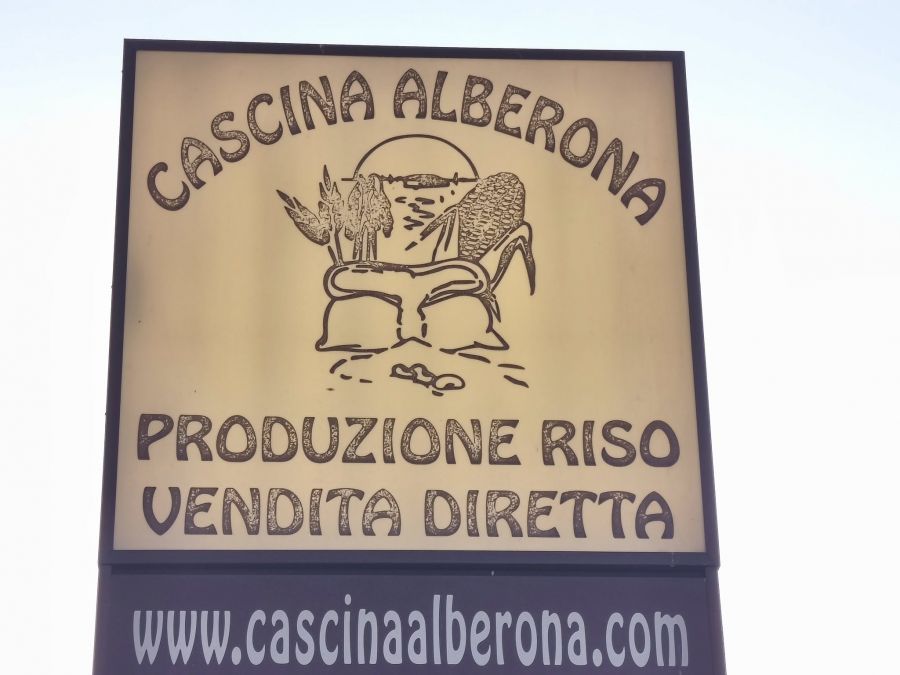 CASCINA ALBERONA
PRODUZIONE RISO
VENDITA DIRETTA
www.cascinaalberona.com